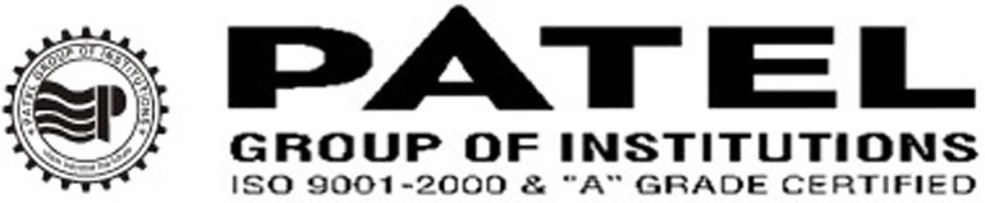 PATEL GROUP OF INSTITUTIONS
P
PATEL
GROUP OF INSTITUTIONS
ISO 9001-2000 & "A" GRADE CERTIFIED